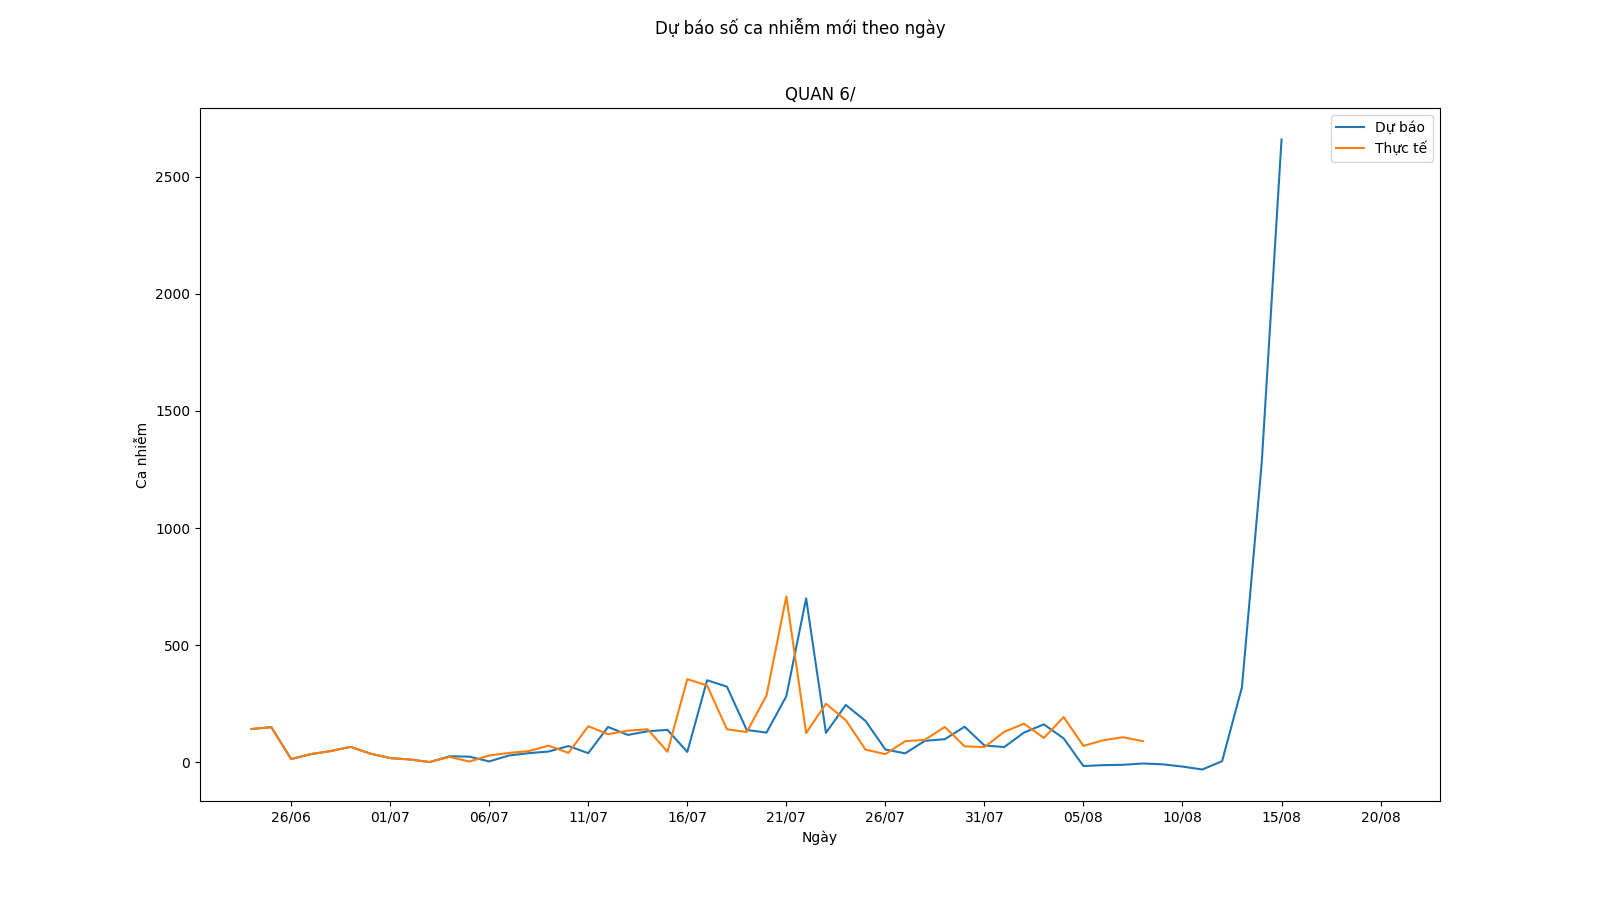 Dự báo số ca nhiễm mới theo ngày
QUAN 6/
Dự báo
Thực tế
2500
2000
1500
1000
500
0
Ca nhiễm
26/06 01/07 06/07 11/07 16/07 21/07 26/07 31/07 05/08 10/08 15/08 20/08
Ngày